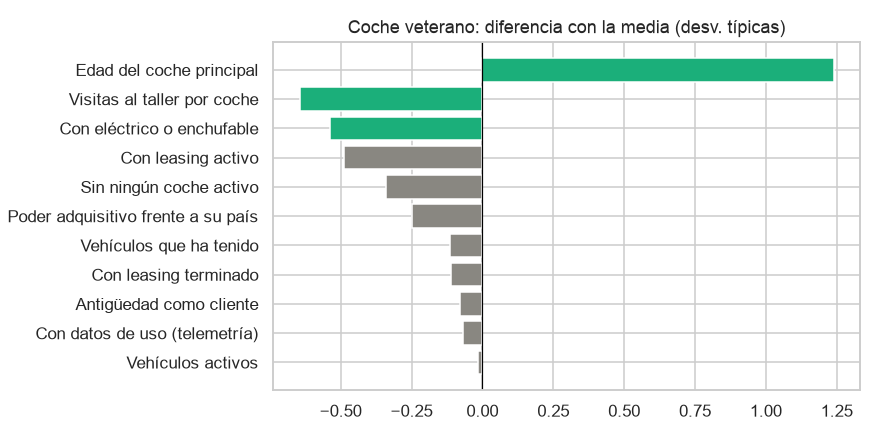 Coche veterano: diferencia con la media (desv. típicas)
Edad del coche principal
Visitas al taller por coche
Con eléctrico o enchufable
Con leasing activo
Sin ningún coche activo
Poder adquisitivo frente a su país
Vehículos que ha tenido
Con leasing terminado
Antigüedad como cliente
Con datos de uso (telemetría)
Vehículos activos
−0.50 −0.25 0.00 0.25 0.50 0.75 1.00 1.25